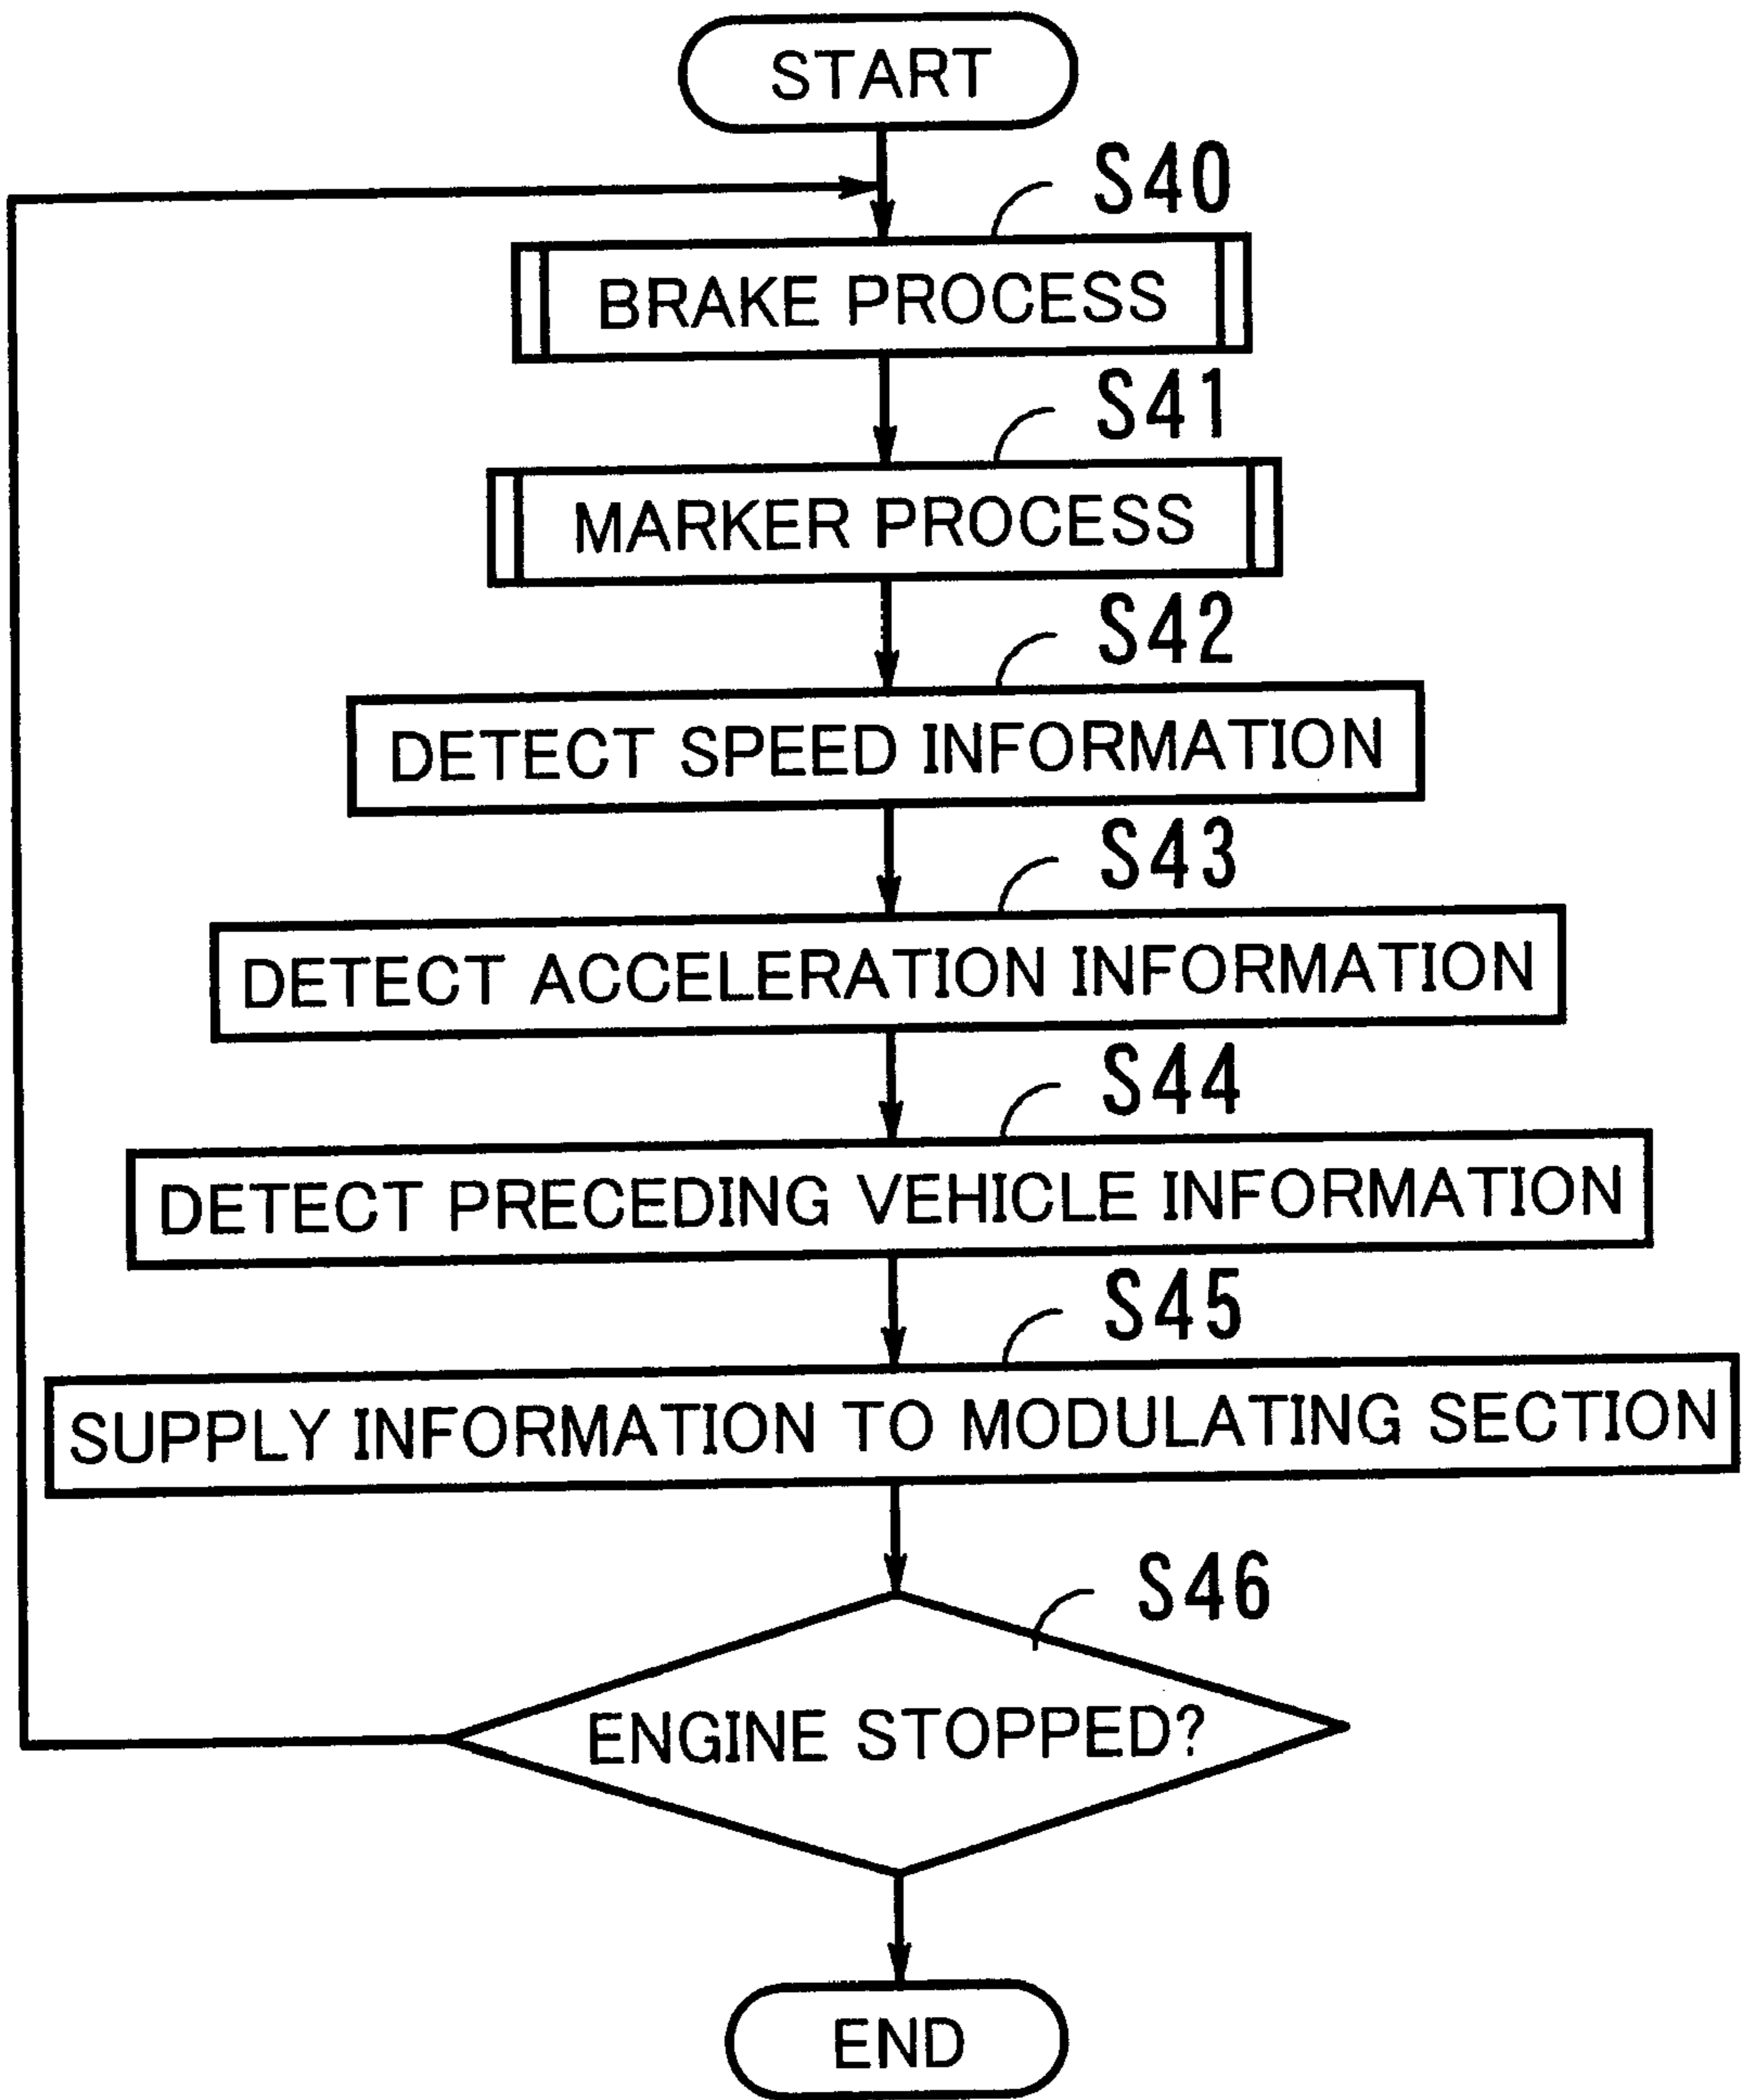 START
S40
BRAKE PROCESS
S41
MARKER PROCESS
S42
DETECT SPEED INFORMATION
S43
DETECT ACCELERATION INFORMATION
S44
DETECT PRECEDING VEHICLE INFORMATION
S45
SUPPLY INFORMATION TO MODULATING SECTION
S46
ENGINE STOPPED?
END